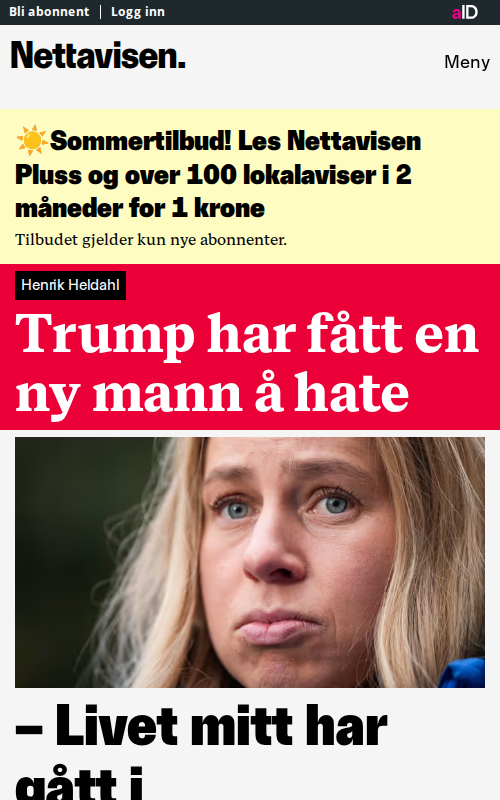 Bli abonnent | Logg inn
aID
Nettavisen.
Meny
☀️Sommertilbud! Les Nettavisen
Pluss og over 100 lokalaviser i 2
måneder for 1 krone
Tilbudet gjelder kun nye abonnenter.
Henrik Heldahl
Trump har fått en
ny mann å hate
– Livet mitt har
gått i